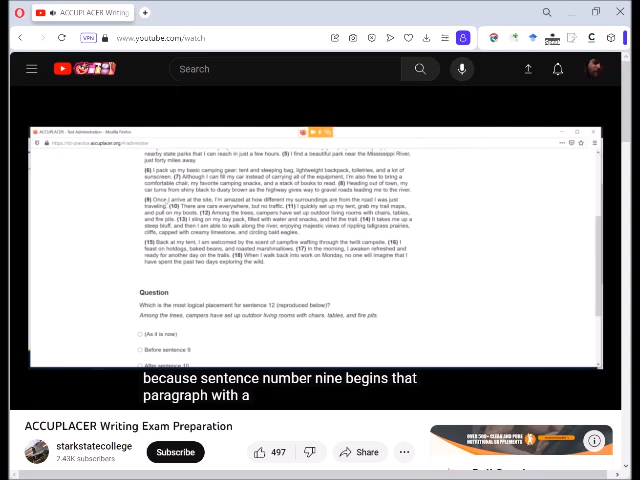 ACCUPLACER Writing
VPN
www.youtube.com/watch
Search
ACCUPLACER - Test Administration - Mozilla Firefox
nearby state parks that I can reach in just a few hours. (5) I find a beautiful park near the Mississippi River,
just forty miles away.
(6) I pack up my basic camping gear: tent and sleeping bag, lightweight backpack, toiletries, and a lot of
sunscreen. (7) Although I can fill my car instead of carrying all of the equipment, I'm also free to bring a
comfortable chair, my favorite camping snacks, and a stack of books to read. (8) Heading out of town, my
car turns from shiny black to dusty brown as the highway gives way to gravel roads leading me to the river.
(9) Once I arrive at the site, I'm amazed at how different my surroundings are from the road I was just
traveling. (10) There are cars everywhere, but no traffic. (11) I quickly set up my tent, grab my trail maps,
and pull on my boots. (12) Among the trees, campers have set up outdoor living rooms with chairs, tables,
and fire pits. (13) I sling on my day pack, filled with water and snacks, and hit the trail. (14) It takes me up a
steep bluff, and then I am able to walk along the river, enjoying majestic views of rippling tallgrass prairies,
cliffs, capped with creamy limestone, and circling bald eagles.
(15) Back at my tent, I am welcomed by the scent of campfire wafting through the twilit campsite. (16) I
feast on hotdogs, baked beans, and roasted marshmallows. (17) In the morning, I awaken refreshed and
ready for another day on the trails. (18) When I walk back into work on Monday, no one will imagine that I
have spent the past two days exploring the wild.
Question
Which is the most logical placement for sentence 12 (reproduced below)?
Among the trees, campers have set up outdoor living rooms with chairs, tables, and fire pits.
(As it is now)
Before sentence 9
After sentence 10
because sentence number nine begins that
paragraph with a
ACCUPLACER Writing Exam Preparation
starkstatecollege
2.43K subscribers
Subscribe
497
Share
OVER 500+ CLEAN AND PURE
NUTRITIONAL SUPPLEMENTS